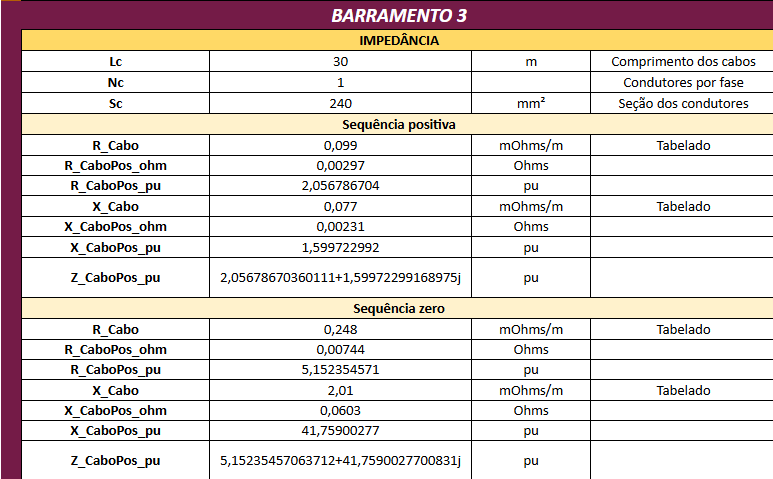 BARRAMENTO 3
IMPEDÂNCIA
Lc 30 m Comprimento dos cabos
Nc 1 Condutores por fase
Sc 240 mm² Seção dos condutores
Sequência positiva
R_Cabo 0,099 mOhms/m Tabelado
R_CaboPos_ohm 0,00297 Ohms
R_CaboPos_pu 2,056786704 pu
X_Cabo 0,077 mOhms/m Tabelado
X_CaboPos_ohm 0,00231 Ohms
X_CaboPos_pu 1,599722992 pu
Z_CaboPos_pu 2,05678670360111+1,59972299168975j pu
Sequência zero
R_Cabo 0,248 mOhms/m Tabelado
R_CaboPos_ohm 0,00744 Ohms
R_CaboPos_pu 5,152354571 pu
X_Cabo 2,01 mOhms/m Tabelado
X_CaboPos_ohm 0,0603 Ohms
X_CaboPos_pu 41,75900277 pu
Z_CaboPos_pu 5,15235457063712+41,7590027700831j pu